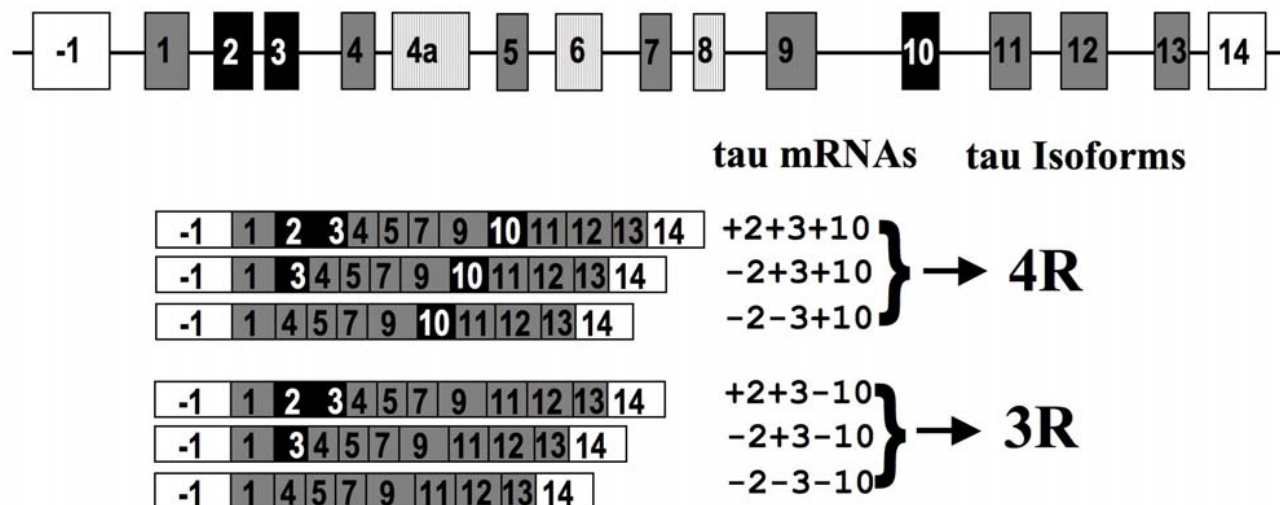 -1 1 2 3 4 4a 5 6 7 8 9 10 11 12 13 14
tau mRNAs tau Isoforms
-1 1 2 3 4 5 7 9 10 11 12 13 14 +2+3+10
-1 1 3 4 5 7 9 10 11 12 13 14 -2+3+10 4R
-1 1 4 5 7 9 10 11 12 13 14 -2-3+10
-1 1 2 3 4 5 7 9 11 12 13 14 +2+3-10
-1 1 3 4 5 7 9 11 12 13 14 -2+3-10 3R
-1 1 4 5 7 9 11 12 13 14 -2-3-10